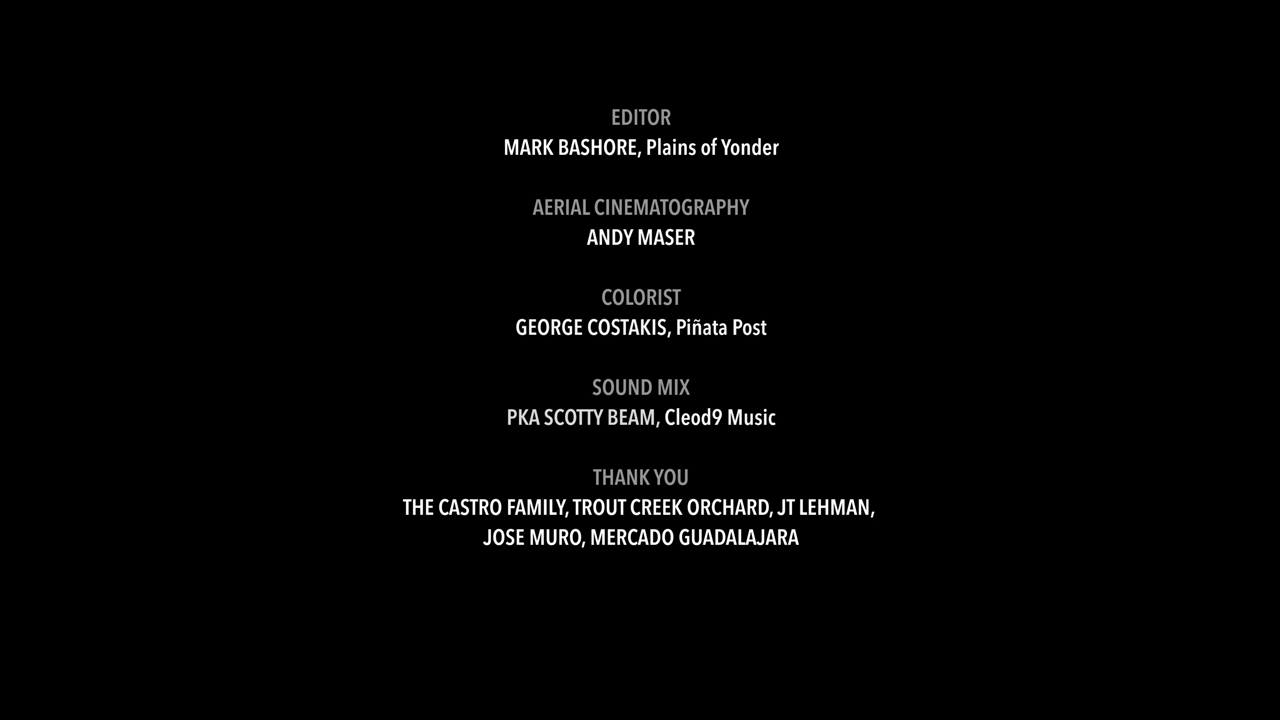 EDITOR
MARK BASHORE, Plains of Yonder
AERIAL CINEMATOGRAPHY
ANDY MASER
COLORIST
GEORGE COSTAKIS, Piñata Post
SOUND MIX
PKA SCOTTY BEAM, Cleod9 Music
THANK YOU
THE CASTRO FAMILY, TROUT CREEK ORCHARD, JT LEHMAN,
JOSE MURO, MERCADO GUADALAJARA